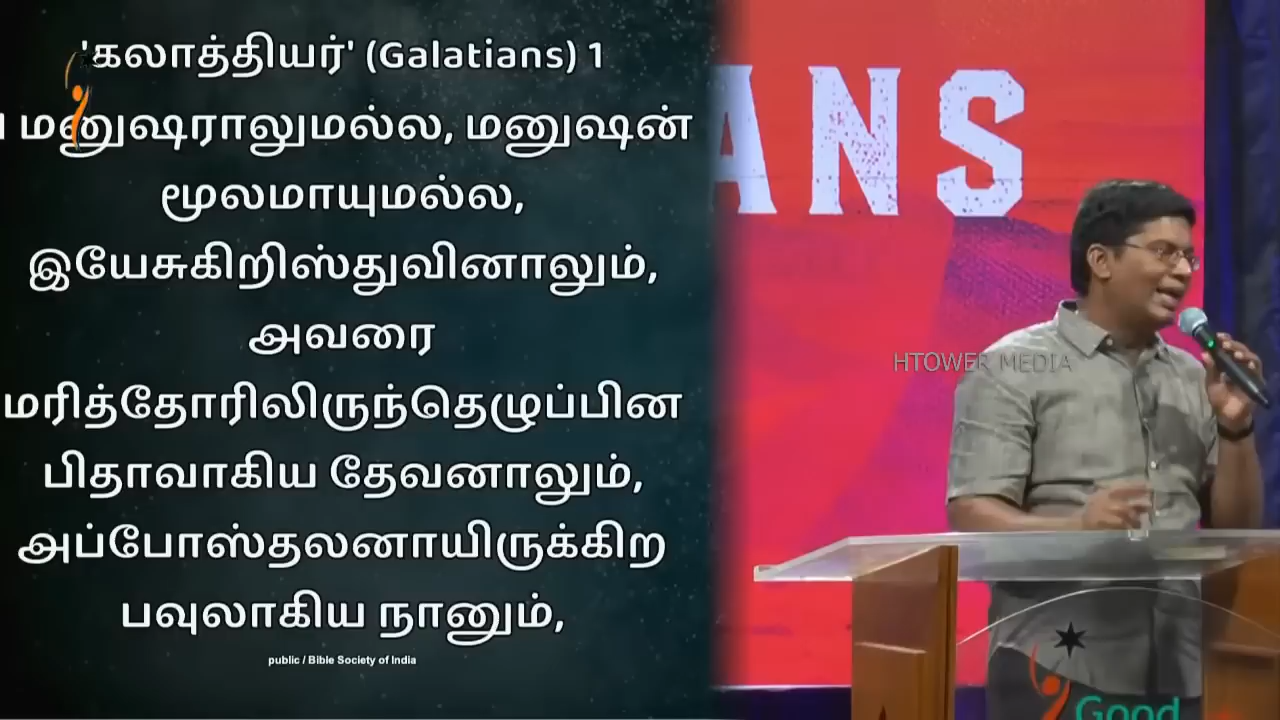 'கலாத்தியர்' (Galatians) 1
மனுஷராலுமல்ல, மனுஷன்
மூலமாயுமல்ல,
இயேசுகிறிஸ்துவினாலும்,
அவரை
மரித்தோரிலிருந்தெழுப்பின
பிதாவாகிய தேவனாலும்,
அப்போஸ்தலனாயிருக்கிற
பவுலாகிய நானும்,
public / Bible Society of India
ANS
HTOWER MEDIA
Good